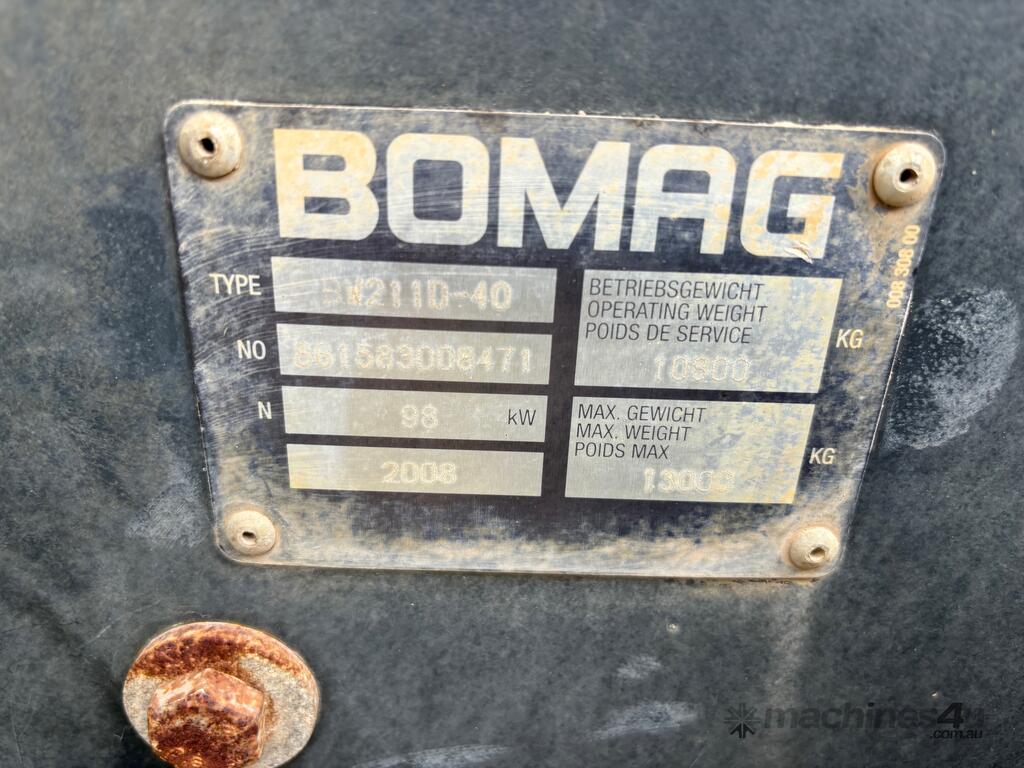 BOMAG
TYPE BW211D-40
NO 861583008471
N 98 kW
2008
BETRIEBSGEWICHT
OPERATING WEIGHT
POIDS DE SERVICE
10800 KG
MAX. GEWICHT
MAX. WEIGHT
POIDS MAX
13000 KG
008 308 00
machines4u
.com.au